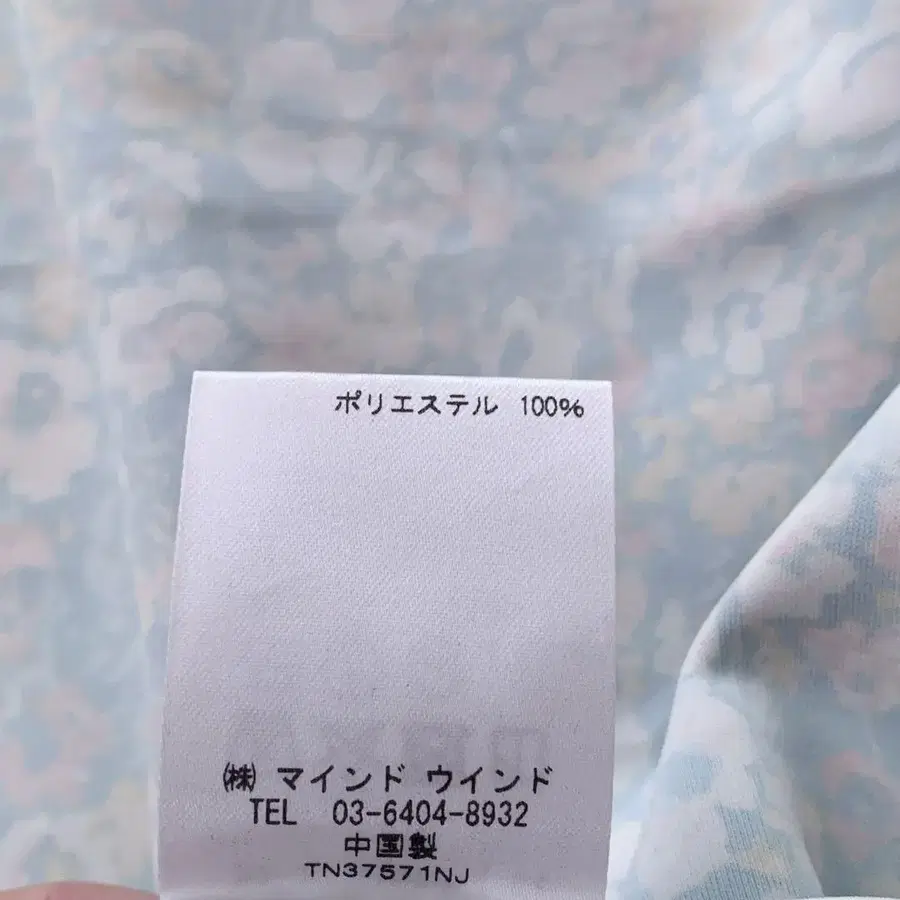 ポリエステル 100%
㈱ マインド ウインド
TEL 03-6404-8932
中国製
TN37571NJ